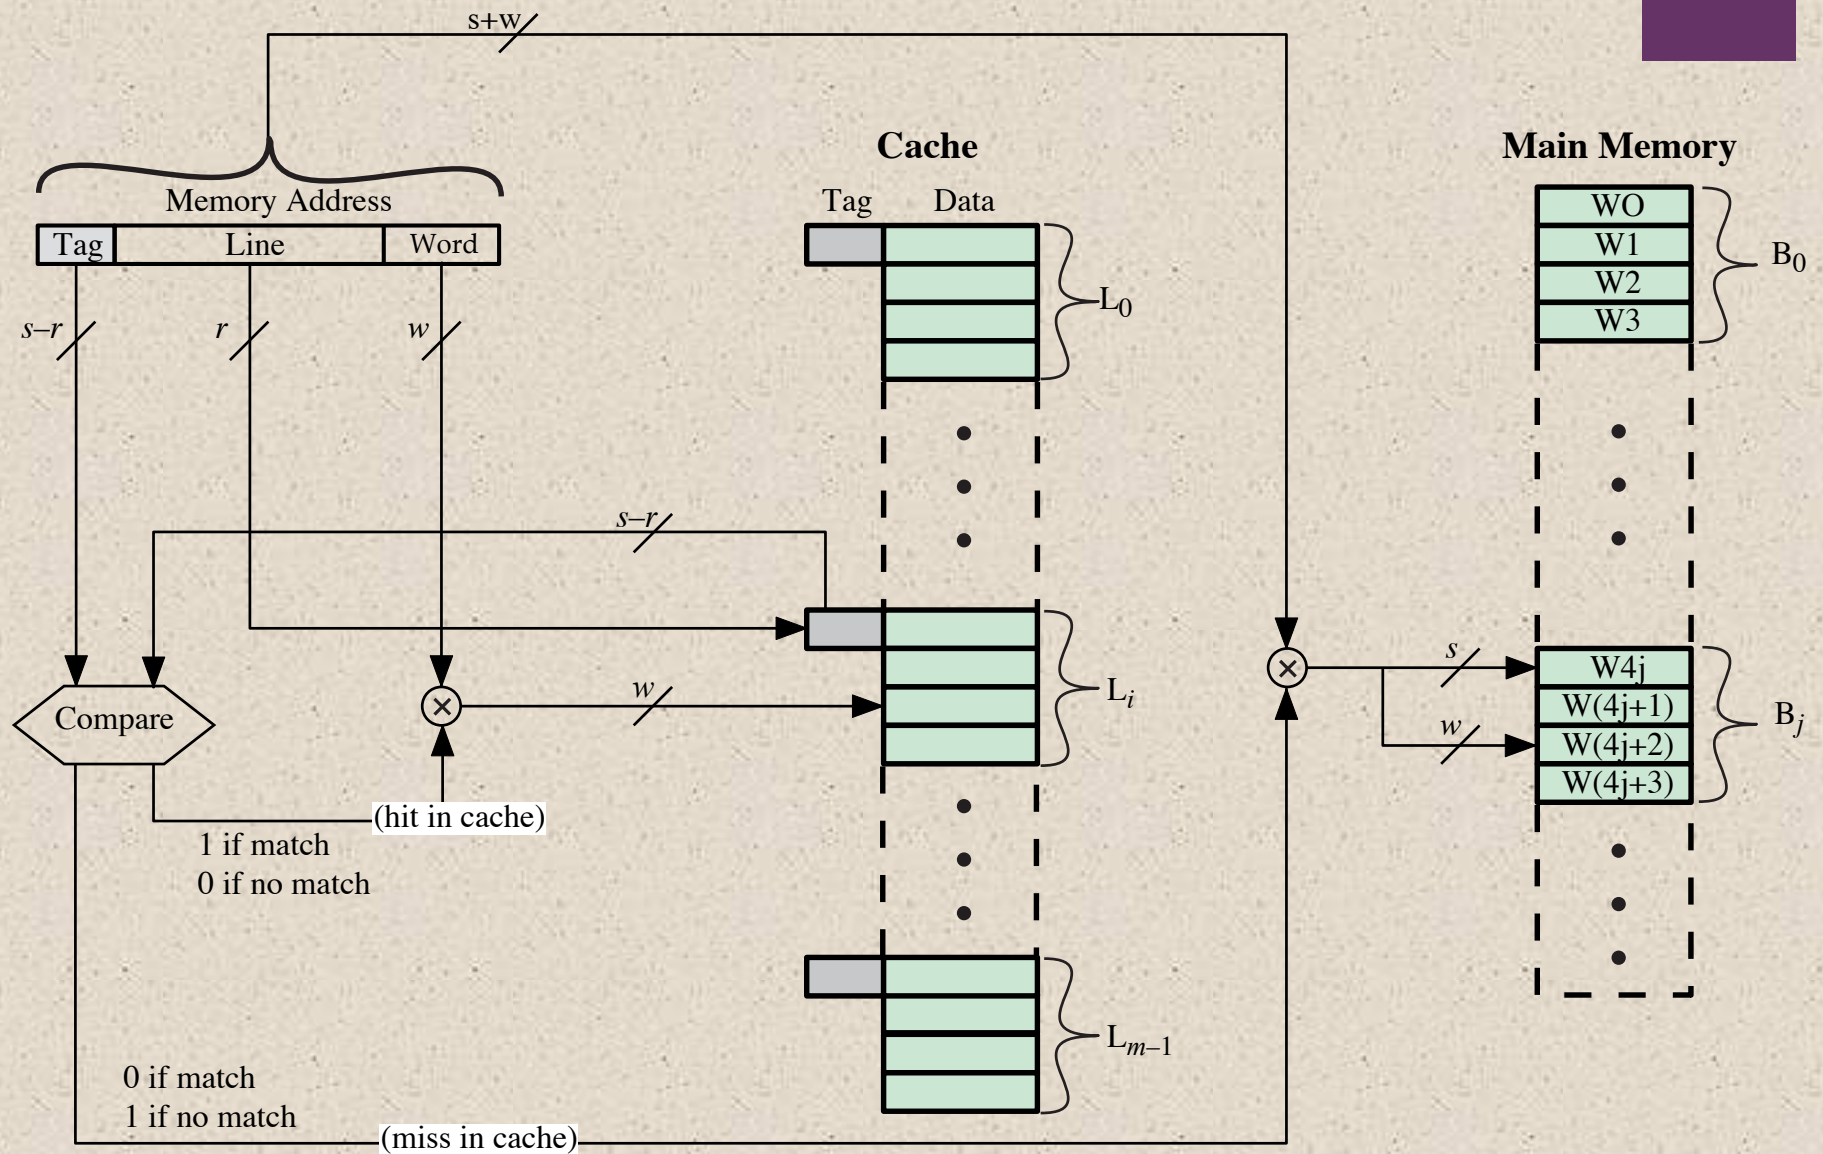 s+w
Cache
Main Memory
Memory Address
Tag
Data
Tag
Line
Word
WO
W1
W2
W3
B0
L0
s–r
r
w
s–r
s
w
W4j
W(4j+1)
W(4j+2)
W(4j+3)
Bj
Li
w
Compare
(hit in cache)
1 if match
0 if no match
Lm–1
0 if match
1 if no match
(miss in cache)